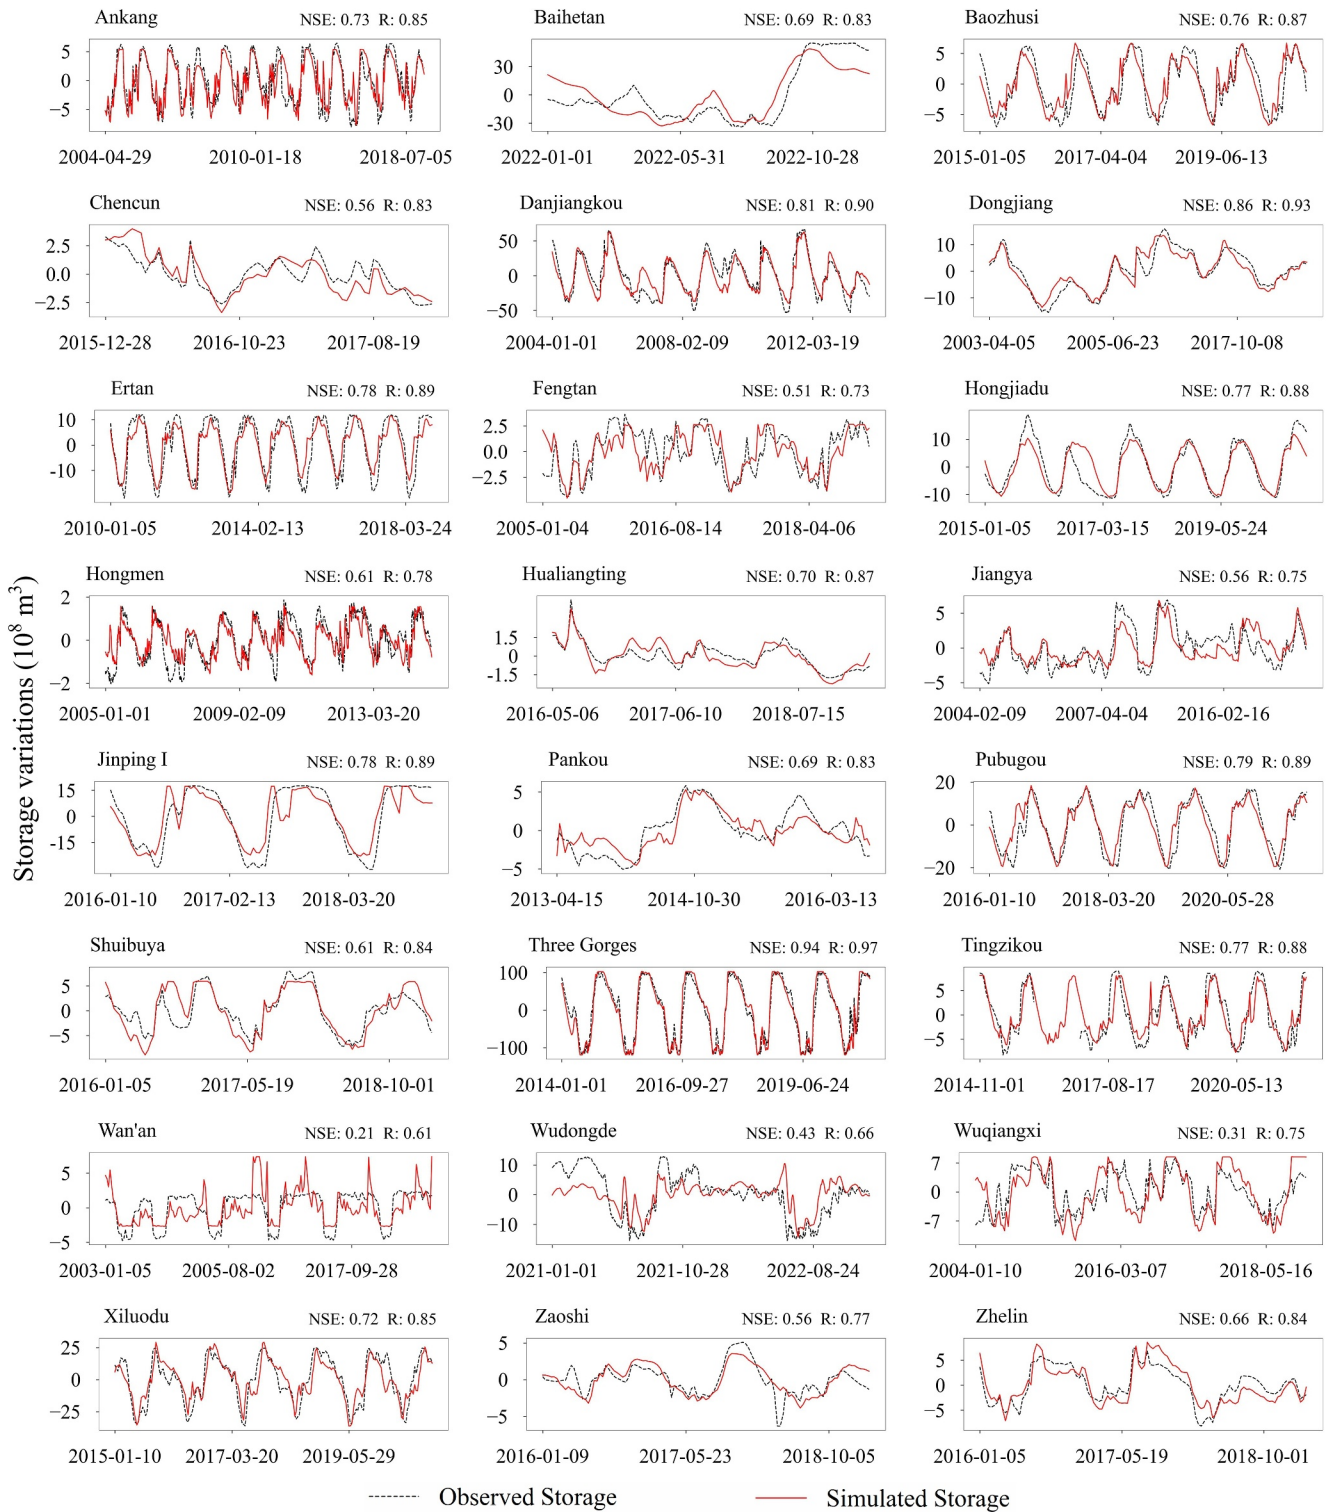 Ankang NSE: 0.73 R: 0.85
5
0
−5
2004-04-29 2010-01-18 2018-07-05
Baihetan NSE: 0.69 R: 0.83
30
0
-30
2022-01-01 2022-05-31 2022-10-28
Baozhusi NSE: 0.76 R: 0.87
5
0
−5
2015-01-05 2017-04-04 2019-06-13
Chencun NSE: 0.56 R: 0.83
2.5
0.0
−2.5
2015-12-28 2016-10-23 2017-08-19
Danjiangkou NSE: 0.81 R: 0.90
50
0
−50
2004-01-01 2008-02-09 2012-03-19
Dongjiang NSE: 0.86 R: 0.93
10
0
−10
2003-04-05 2005-06-23 2017-10-08
Ertan NSE: 0.78 R: 0.89
10
0
-10
2010-01-05 2014-02-13 2018-03-24
Fengtan NSE: 0.51 R: 0.73
2.5
0.0
−2.5
2005-01-04 2016-08-14 2018-04-06
Hongjiadu NSE: 0.77 R: 0.88
10
0
-10
2015-01-05 2017-03-15 2019-05-24
Storage variations (10⁸ m³)
Hongmen NSE: 0.61 R: 0.78
2
0
−2
2005-01-01 2009-02-09 2013-03-20
Hualiangting NSE: 0.70 R: 0.87
1.5
0
-1.5
2016-05-06 2017-06-10 2018-07-15
Jiangya NSE: 0.56 R: 0.75
5
0
−5
2004-02-09 2007-04-04 2016-02-16
Jinping I NSE: 0.78 R: 0.89
15
0
-15
2016-01-10 2017-02-13 2018-03-20
Pankou NSE: 0.69 R: 0.83
5
0
−5
2013-04-15 2014-10-30 2016-03-13
Pubugou NSE: 0.79 R: 0.89
20
0
−20
2016-01-10 2018-03-20 2020-05-28
Shuibuya NSE: 0.61 R: 0.84
5
0
−5
2016-01-05 2017-05-19 2018-10-01
Three Gorges NSE: 0.94 R: 0.97
100
0
−100
2014-01-01 2016-09-27 2019-06-24
Tingzikou NSE: 0.77 R: 0.88
5
0
−5
2014-11-01 2017-08-17 2020-05-13
Wan'an NSE: 0.21 R: 0.61
5
0
−5
2003-01-05 2005-08-02 2017-09-28
Wudongde NSE: 0.43 R: 0.66
10
0
−10
2021-01-01 2021-10-28 2022-08-24
Wuqiangxi NSE: 0.31 R: 0.75
7
0
-7
2004-01-10 2016-03-07 2018-05-16
Xiluodu NSE: 0.72 R: 0.85
25
0
−25
2015-01-10 2017-03-20 2019-05-29
Zaoshi NSE: 0.56 R: 0.77
5
0
−5
2016-01-09 2017-05-23 2018-10-05
Zhelin NSE: 0.66 R: 0.84
5
0
−5
2016-01-05 2017-05-19 2018-10-01
Observed Storage Simulated Storage